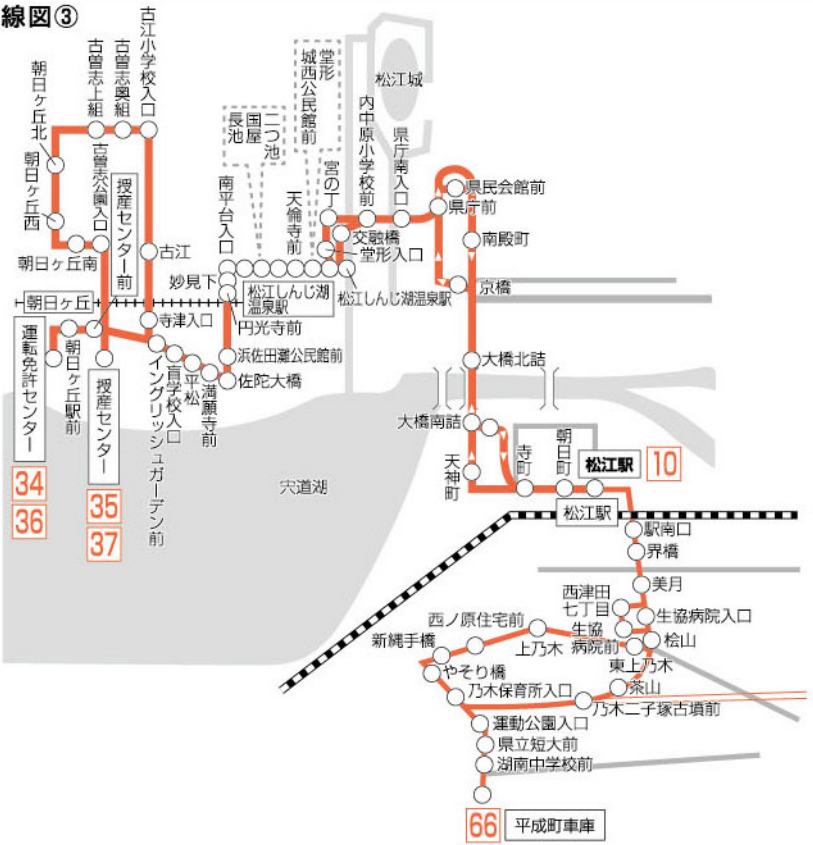 線図③
古江小学校入口
古曽志奥組
古曽志上組
朝日ヶ丘北
朝日ヶ丘西
朝日ヶ丘南
古曽志公園入口
授産センター前
古江
朝日ヶ丘
寺津入口
運転免許センター
朝日ヶ丘駅前
授産センター
34
36
35
37
イングリッシュガーデン前
盲学校入口
平松
満願寺前
佐陀大橋
浜佐田灘公民館前
円光寺前
妙見下
南平台入口
長池
国屋
二つ池
天倫寺前
堂形
城西公民館前
松江しんじ湖
温泉駅
松江しんじ湖温泉駅
宮の丁
堂形入口
交融橋
内中原小学校前
県庁南入口
松江城
県民会館前
県庁前
南殿町
京橋
大橋北詰
大橋南詰
天神町
寺町
朝日町
松江駅
10
松江駅
宍道湖
駅南口
界橋
美月
西津田
七丁目
生協病院入口
生協
病院前
桧山
東上乃木
上乃木
西ノ原住宅前
新縄手橋
やそり橋
乃木保育所入口
茶山
乃木二子塚古墳前
運動公園入口
県立短大前
湖南中学校前
66
平成町車庫